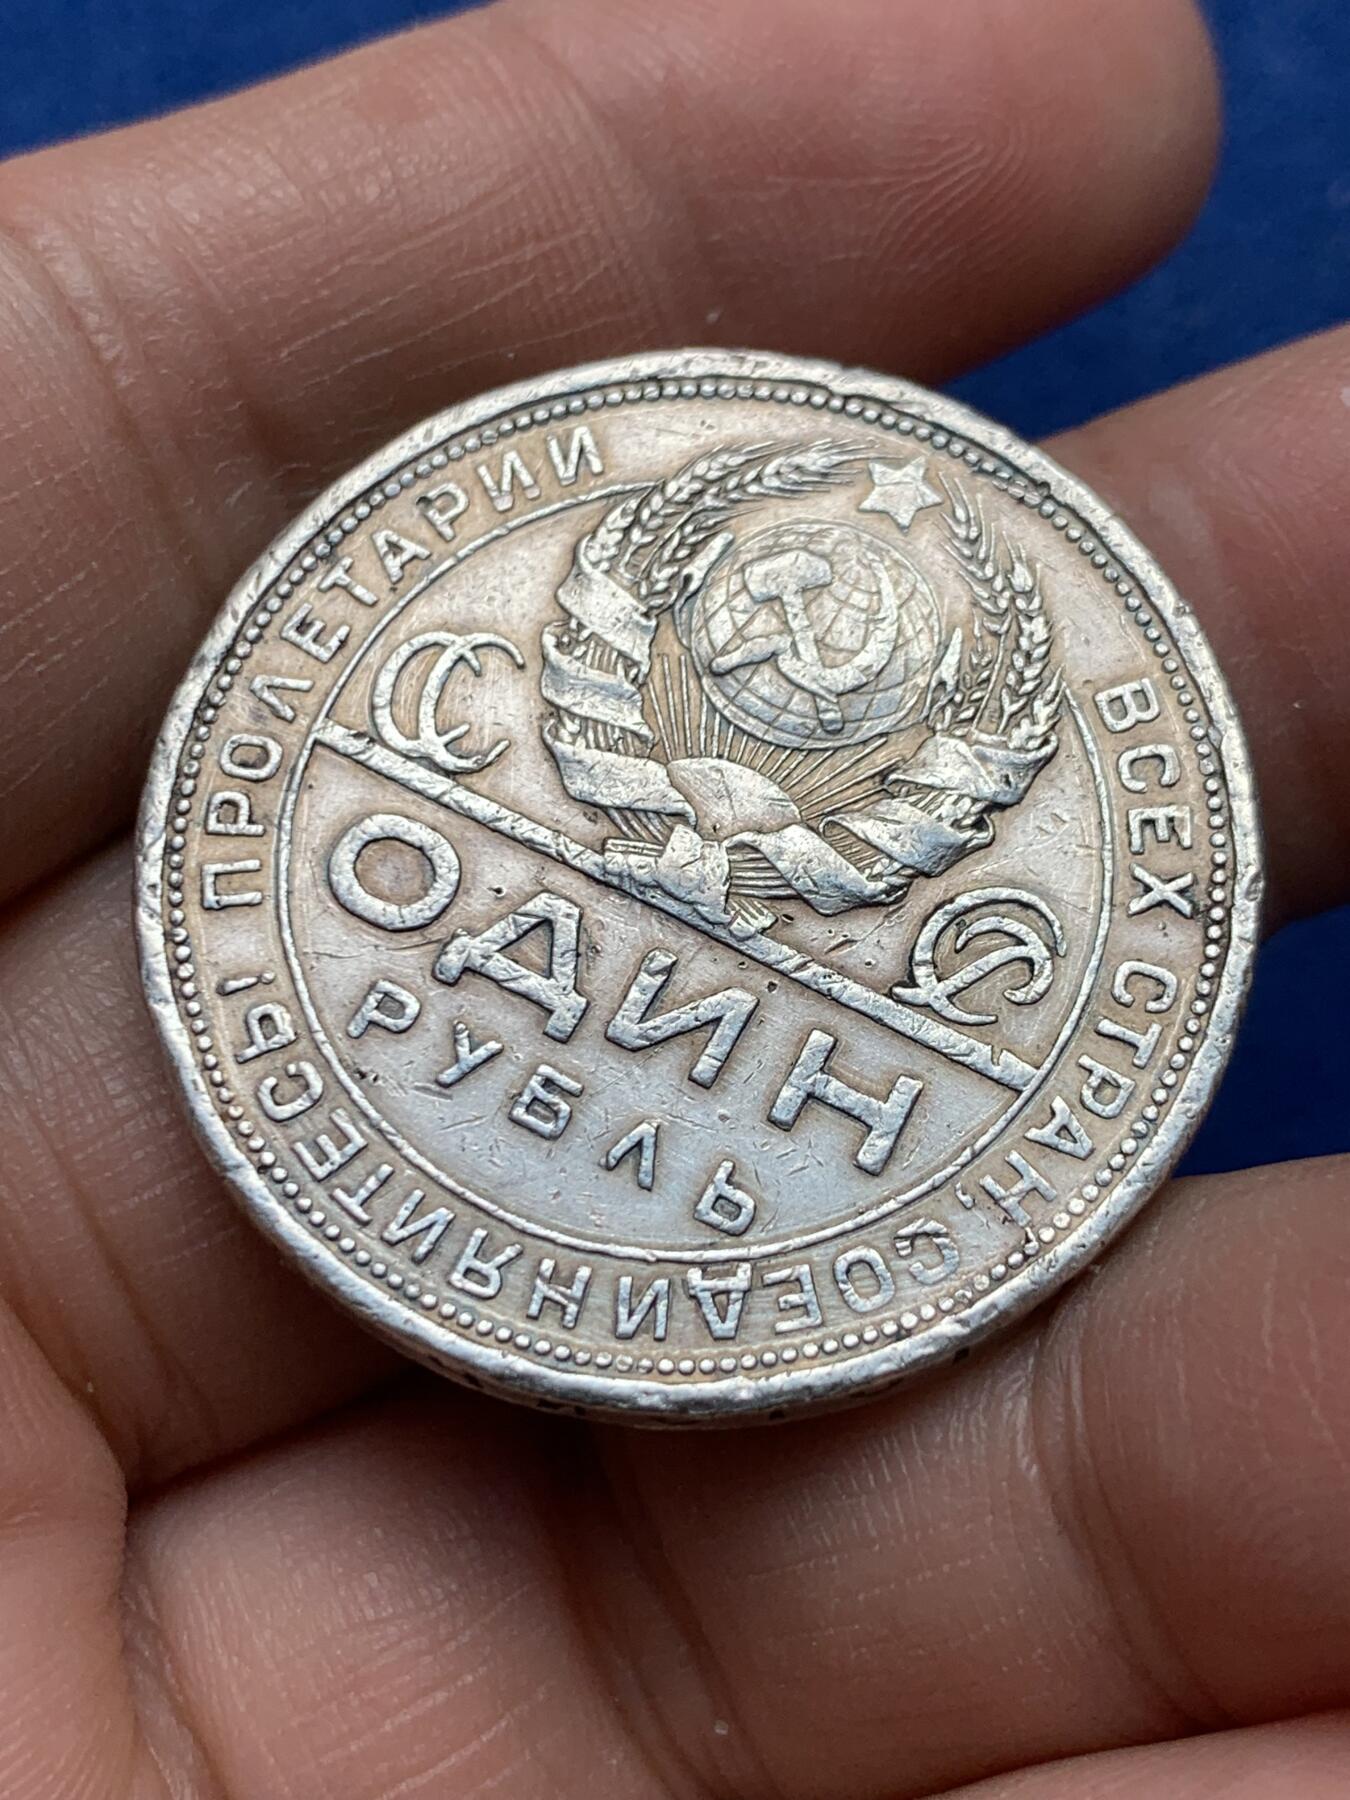 ПРОЛЕТАРИИ ВСЕХ СТРАН, СОЕДИНЯЙТЕСЬ!
СС
СР
ОДИН
РУБЛЬ